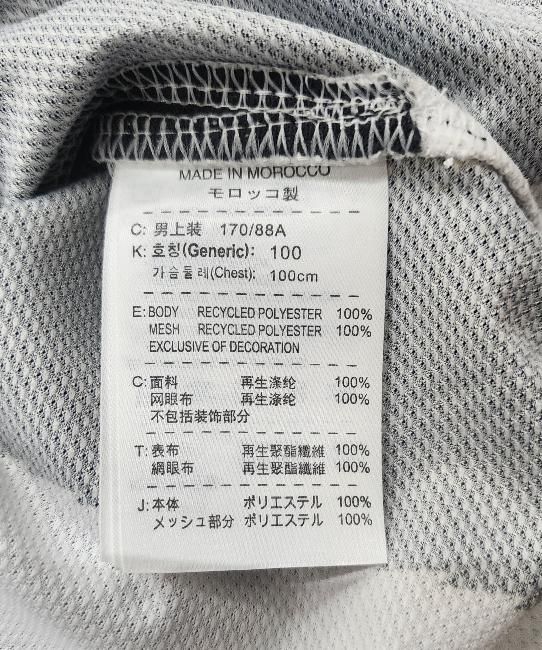 MADE IN MOROCCO
モロッコ製
C: 男上装 170/88A
K: 호칭(Generic): 100
가슴둘레(Chest): 100cm
E: BODY RECYCLED POLYESTER 100%
MESH RECYCLED POLYESTER 100%
EXCLUSIVE OF DECORATION
C: 面料 再生涤纶 100%
网眼布 再生涤纶 100%
不包括装饰部分
T: 表布 再生聚酯纖維 100%
網眼布 再生聚酯纖維 100%
J: 本体 ポリエステル 100%
メッシュ部分 ポリエステル 100%